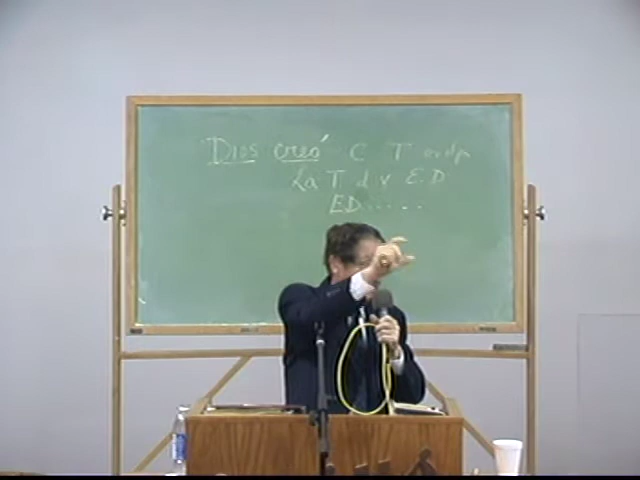 Dios creó C T
La T d v E.D
ED.....